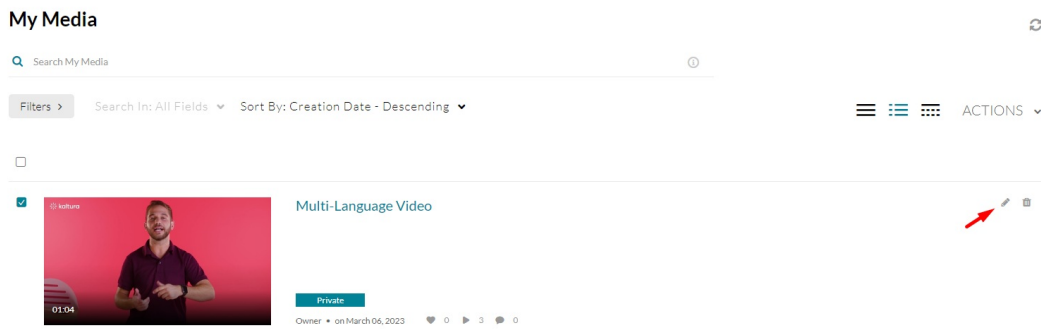 My Media
Search My Media
Filters >
Search In: All Fields
Sort By: Creation Date - Descending
ACTIONS
kaltura
01:04
Multi-Language Video
Private
Owner • on March 06, 2023 0 3 0